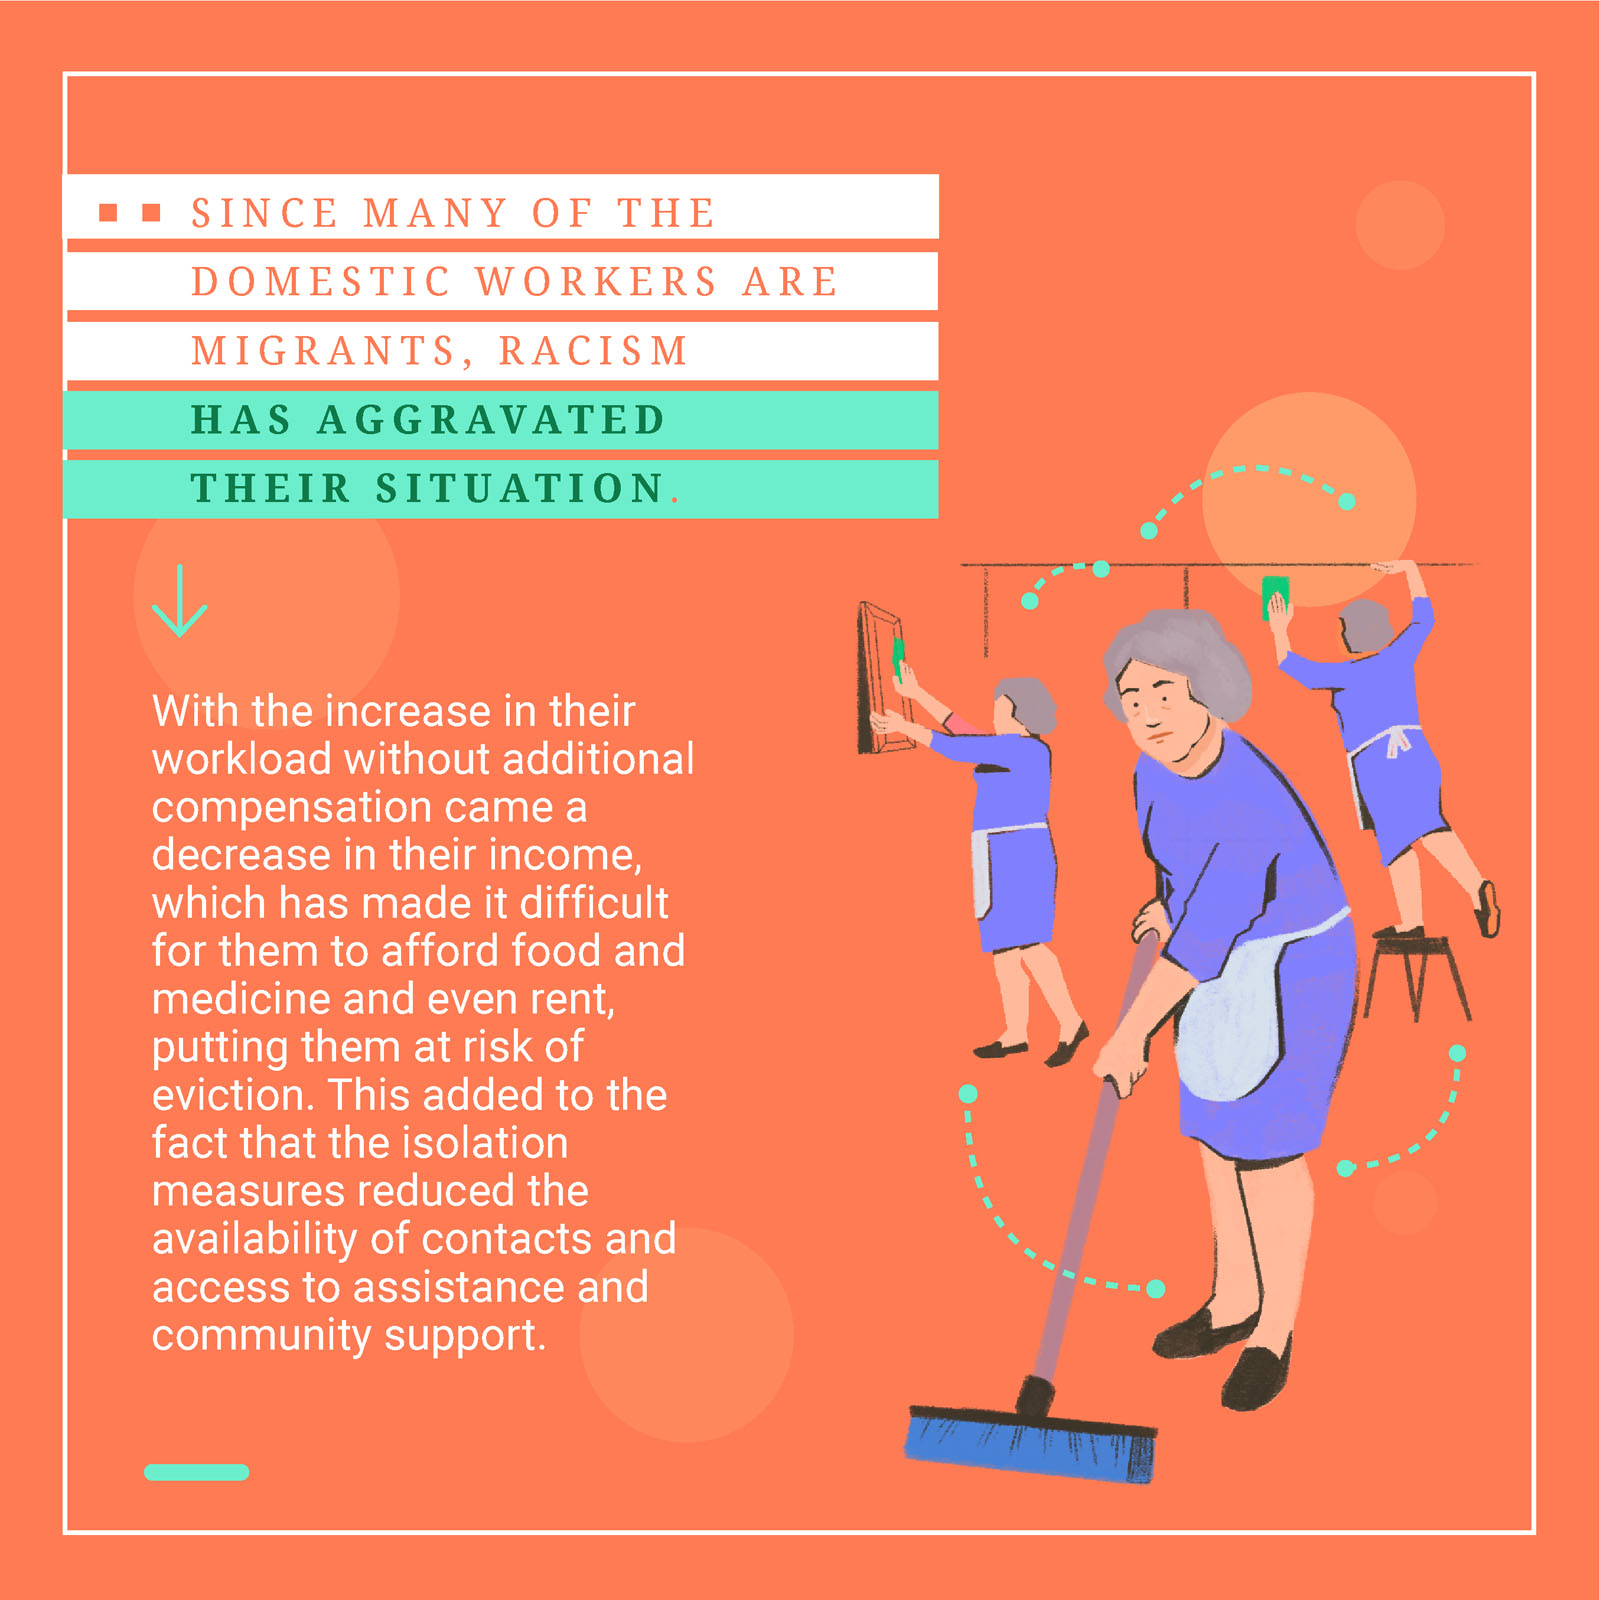 SINCE MANY OF THE
DOMESTIC WORKERS ARE
MIGRANTS, RACISM
HAS AGGRAVATED
THEIR SITUATION.
With the increase in their
workload without additional
compensation came a
decrease in their income,
which has made it difficult
for them to afford food and
medicine and even rent,
putting them at risk of
eviction. This added to the
fact that the isolation
measures reduced the
availability of contacts and
access to assistance and
community support.